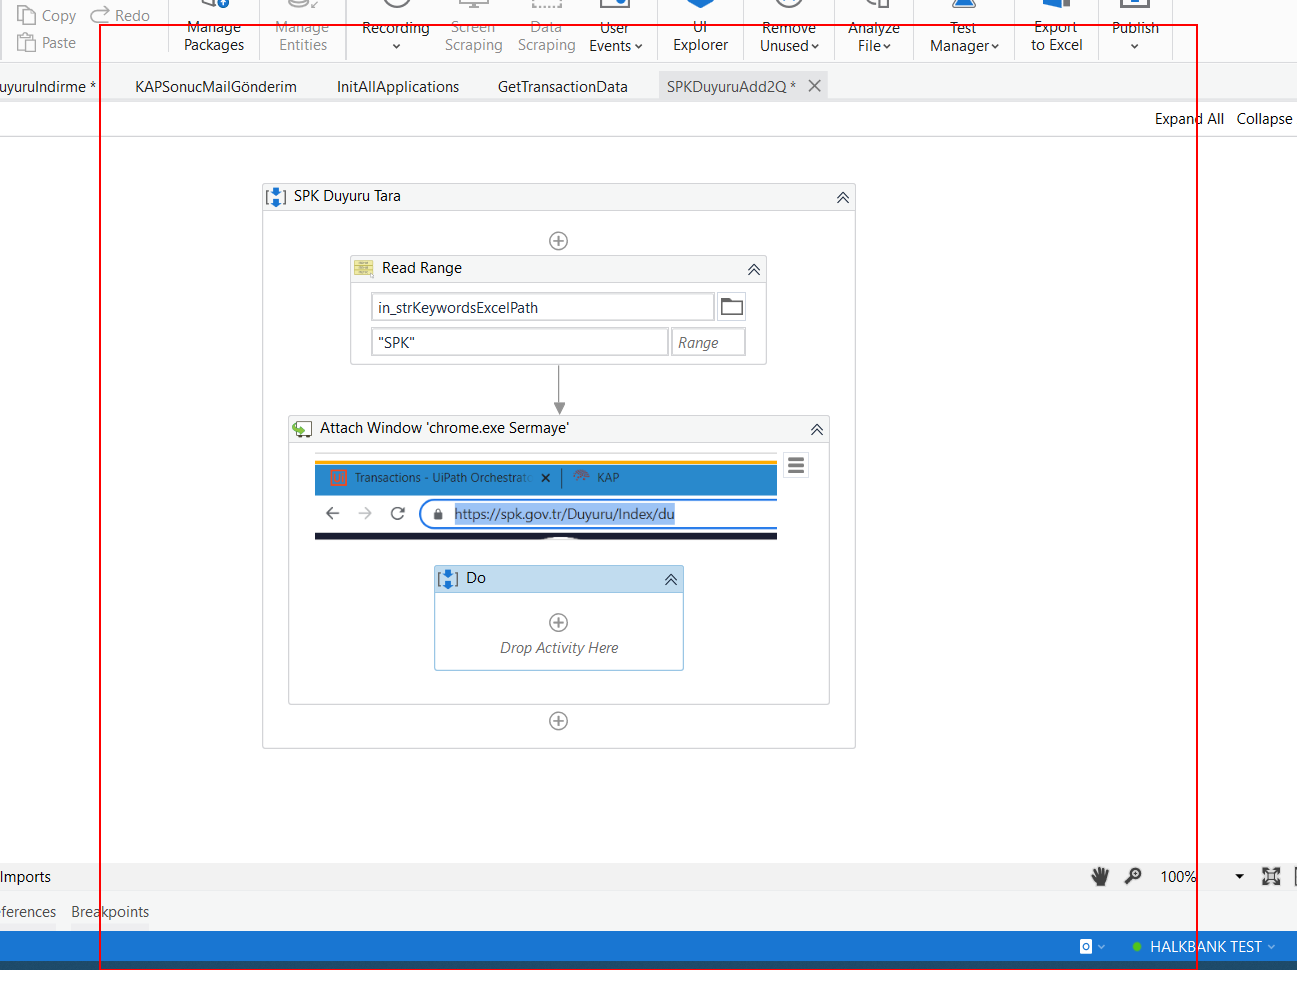 Copy Redo
Paste
Manage Packages
Manage Entities
Recording
Screen Scraping
Data Scraping
User Events
UI Explorer
Remove Unused
Analyze File
Test Manager
Export to Excel
Publish
uyuruIndirme *
KAPSonucMailGönderim
InitAllApplications
GetTransactionData
SPKDuyuruAdd2Q *
Expand All Collapse
SPK Duyuru Tara
Read Range
in_strKeywordsExcelPath
"SPK"
Range
Attach Window 'chrome.exe Sermaye'
Transactions - UiPath Orchestrato
KAP
https://spk.gov.tr/Duyuru/Index/du
Do
Drop Activity Here
Imports
100%
ferences
Breakpoints
HALKBANK TEST